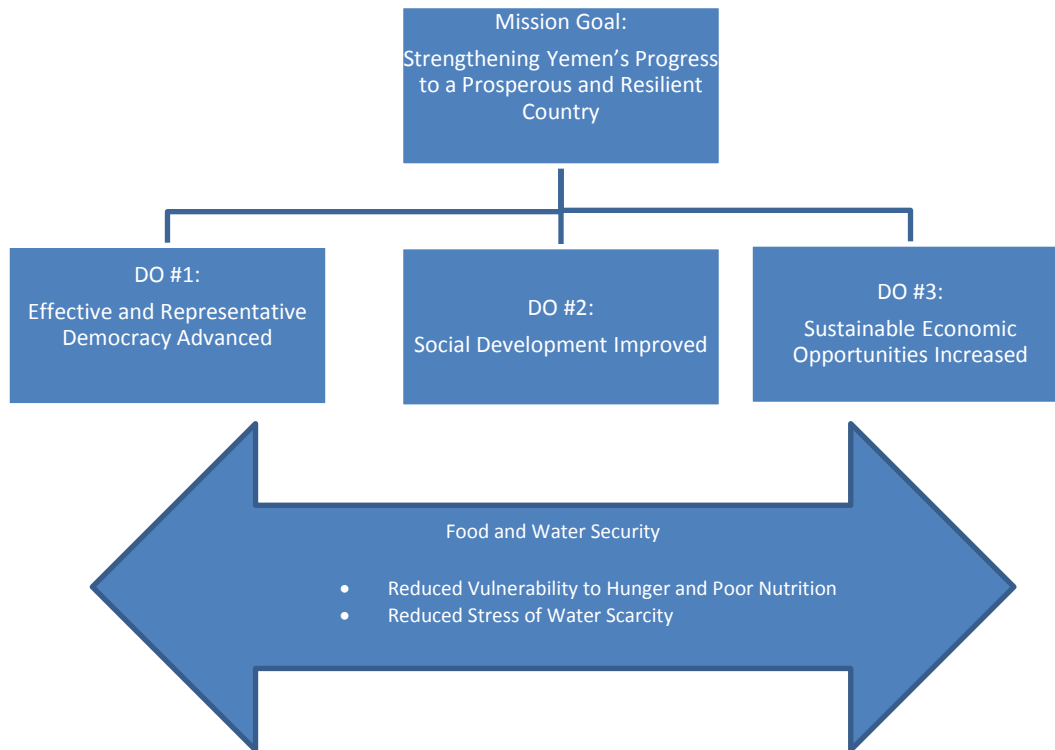 Mission Goal:
Strengthening Yemen’s Progress
to a Prosperous and Resilient
Country
DO #1:
Effective and Representative
Democracy Advanced
DO #2:
Social Development Improved
DO #3:
Sustainable Economic
Opportunities Increased
Food and Water Security
• Reduced Vulnerability to Hunger and Poor Nutrition
• Reduced Stress of Water Scarcity